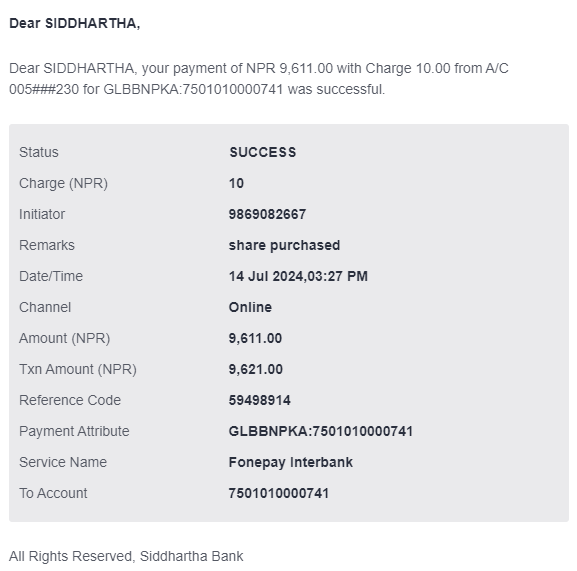 Dear SIDDHARTHA,
Dear SIDDHARTHA, your payment of NPR 9,611.00 with Charge 10.00 from A/C
005###230 for GLBBNPKA:7501010000741 was successful.
Status SUCCESS
Charge (NPR) 10
Initiator 9869082667
Remarks share purchased
Date/Time 14 Jul 2024,03:27 PM
Channel Online
Amount (NPR) 9,611.00
Txn Amount (NPR) 9,621.00
Reference Code 59498914
Payment Attribute GLBBNPKA:7501010000741
Service Name Fonepay Interbank
To Account 7501010000741
All Rights Reserved, Siddhartha Bank